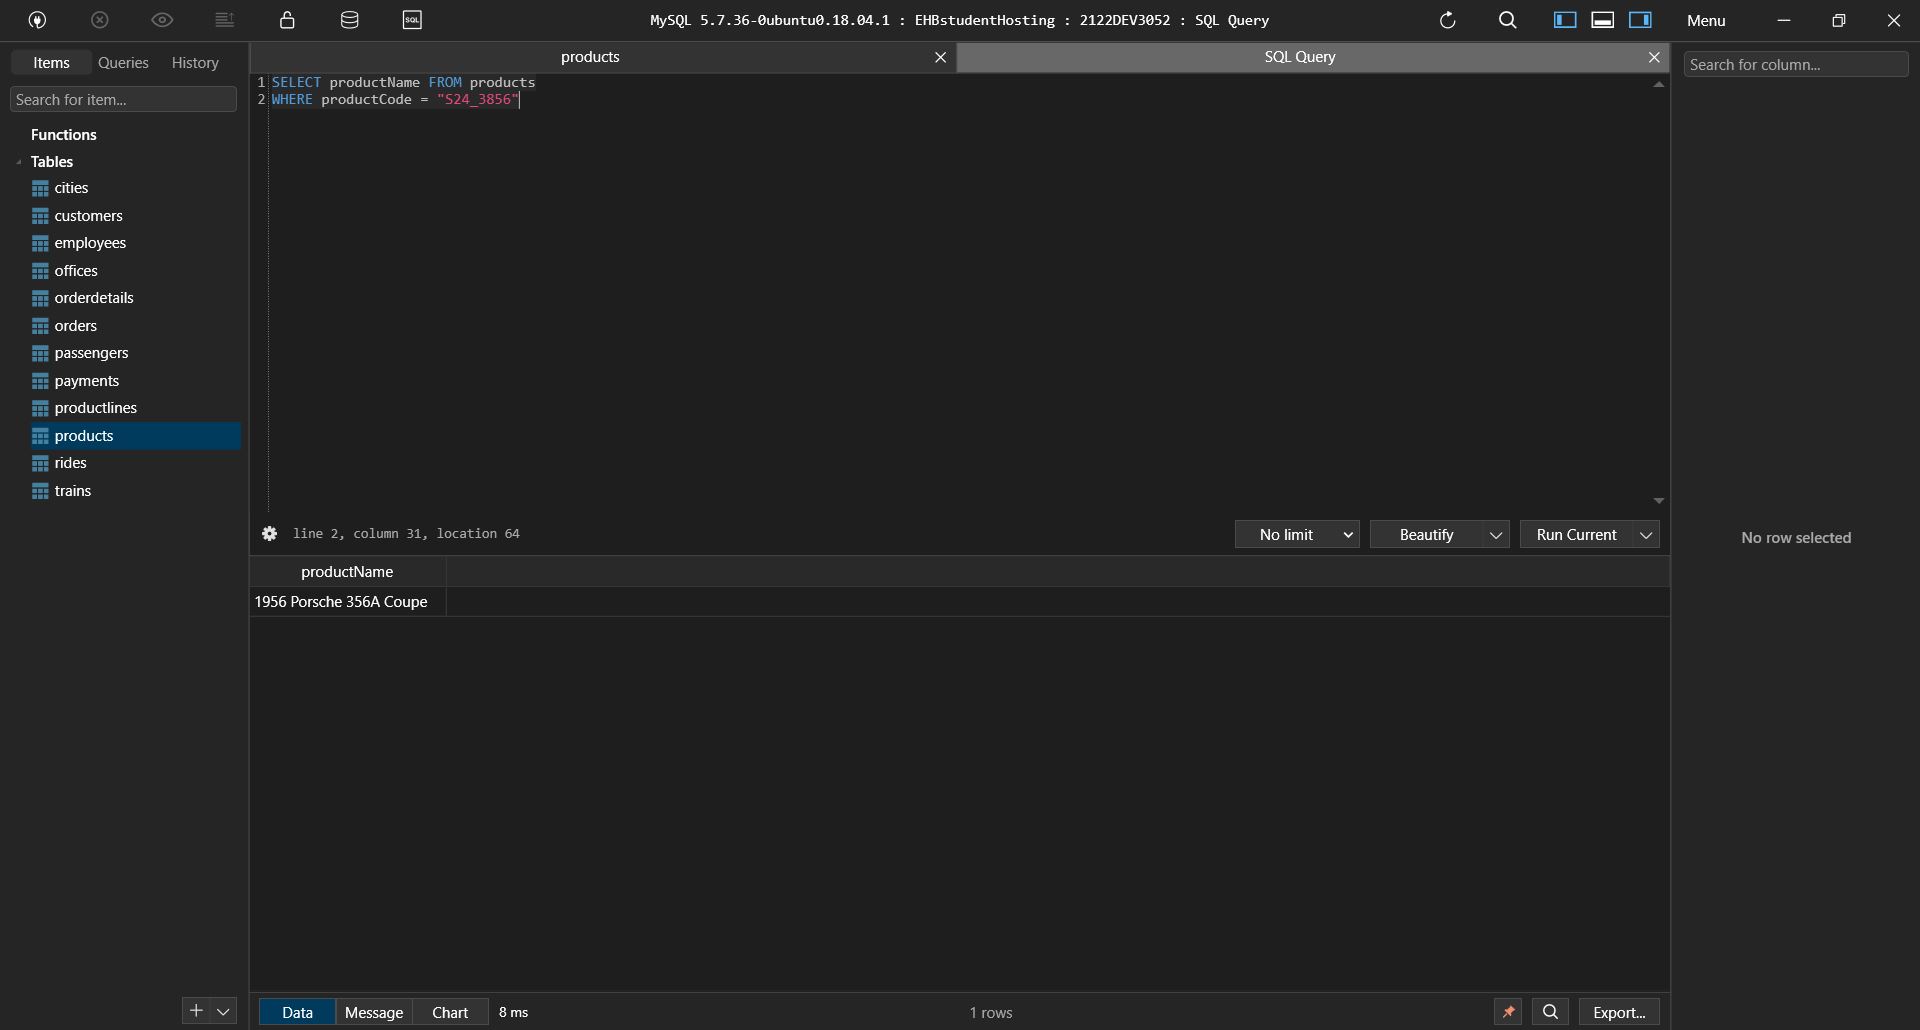 SQL
MySQL 5.7.36-0ubuntu0.18.04.1 : EHBstudentHosting : 2122DEV3052 : SQL Query
Menu
Items Queries History
Search for item...
Functions
Tables
cities
customers
employees
offices
orderdetails
orders
passengers
payments
productlines
products
rides
trains
products
SQL Query
1 SELECT productName FROM products
2 WHERE productCode = "S24_3856"
line 2, column 31, location 64
No limit
Beautify
Run Current
productName
1956 Porsche 356A Coupe
Data Message Chart 8 ms
1 rows
Export...
Search for column...
No row selected